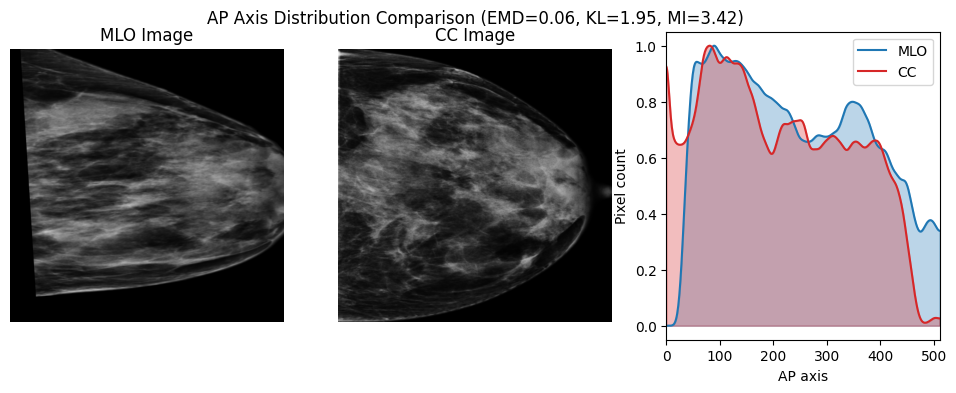 AP Axis Distribution Comparison (EMD=0.06, KL=1.95, MI=3.42)
MLO Image
CC Image
MLO
CC
Pixel count
1.0
0.8
0.6
0.4
0.2
0.0
0 100 200 300 400 500
AP axis